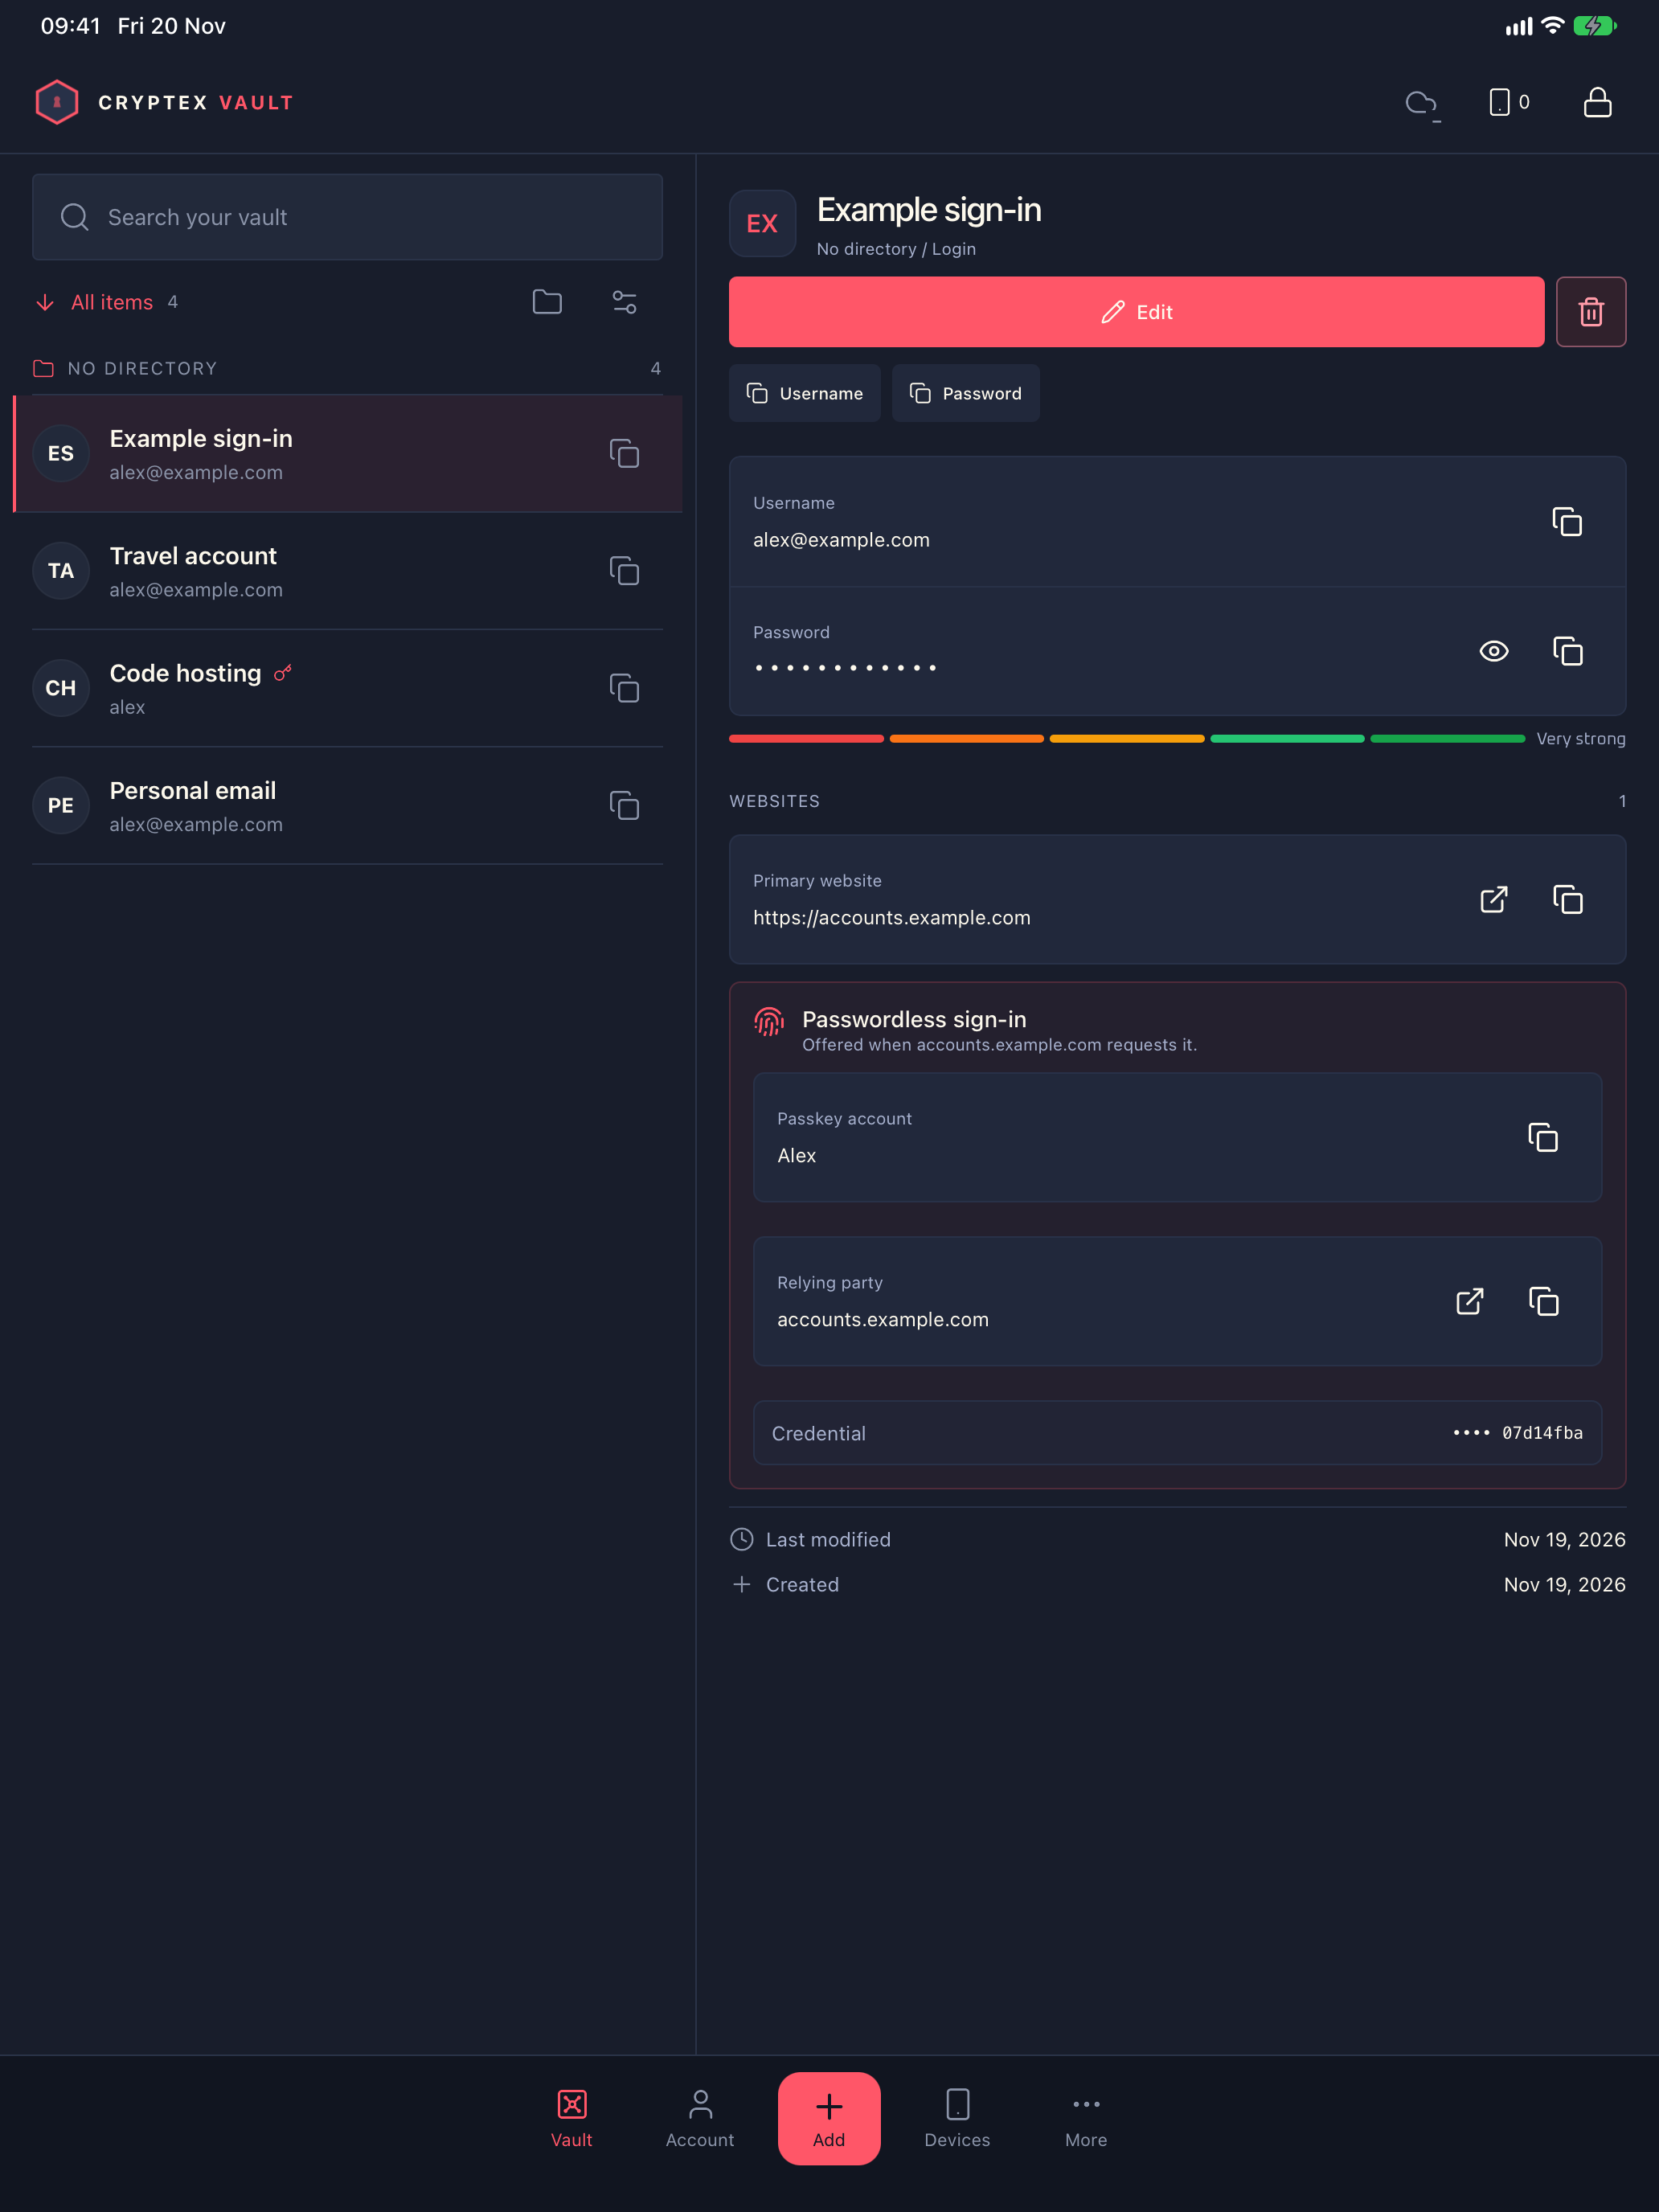 09:41 Fri 20 Nov
CRYPTEX VAULT
0
Search your vault
All items 4
NO DIRECTORY 4
ES
Example sign-in
alex@example.com
TA
Travel account
alex@example.com
CH
Code hosting
alex
PE
Personal email
alex@example.com
EX
Example sign-in
No directory / Login
Edit
Username
Password
Username
alex@example.com
Password
••••••••••••
Very strong
WEBSITES 1
Primary website
https://accounts.example.com
Passwordless sign-in
Offered when accounts.example.com requests it.
Passkey account
Alex
Relying party
accounts.example.com
Credential •••• 07d14fba
Last modified Nov 19, 2026
Created Nov 19, 2026
Vault
Account
Add
Devices
More